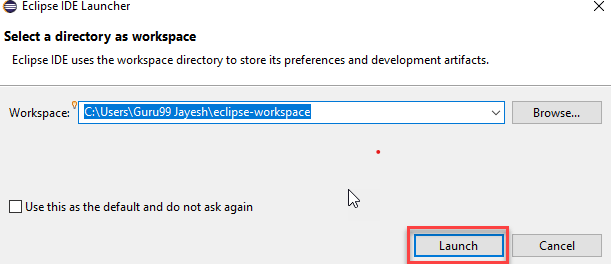 Eclipse IDE Launcher
Select a directory as workspace
Eclipse IDE uses the workspace directory to store its preferences and development artifacts.
Workspace: C:\Users\Guru99 Jayesh\eclipse-workspace Browse...
Use this as the default and do not ask again
Launch Cancel